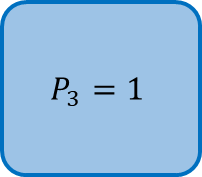 P₃ = 1